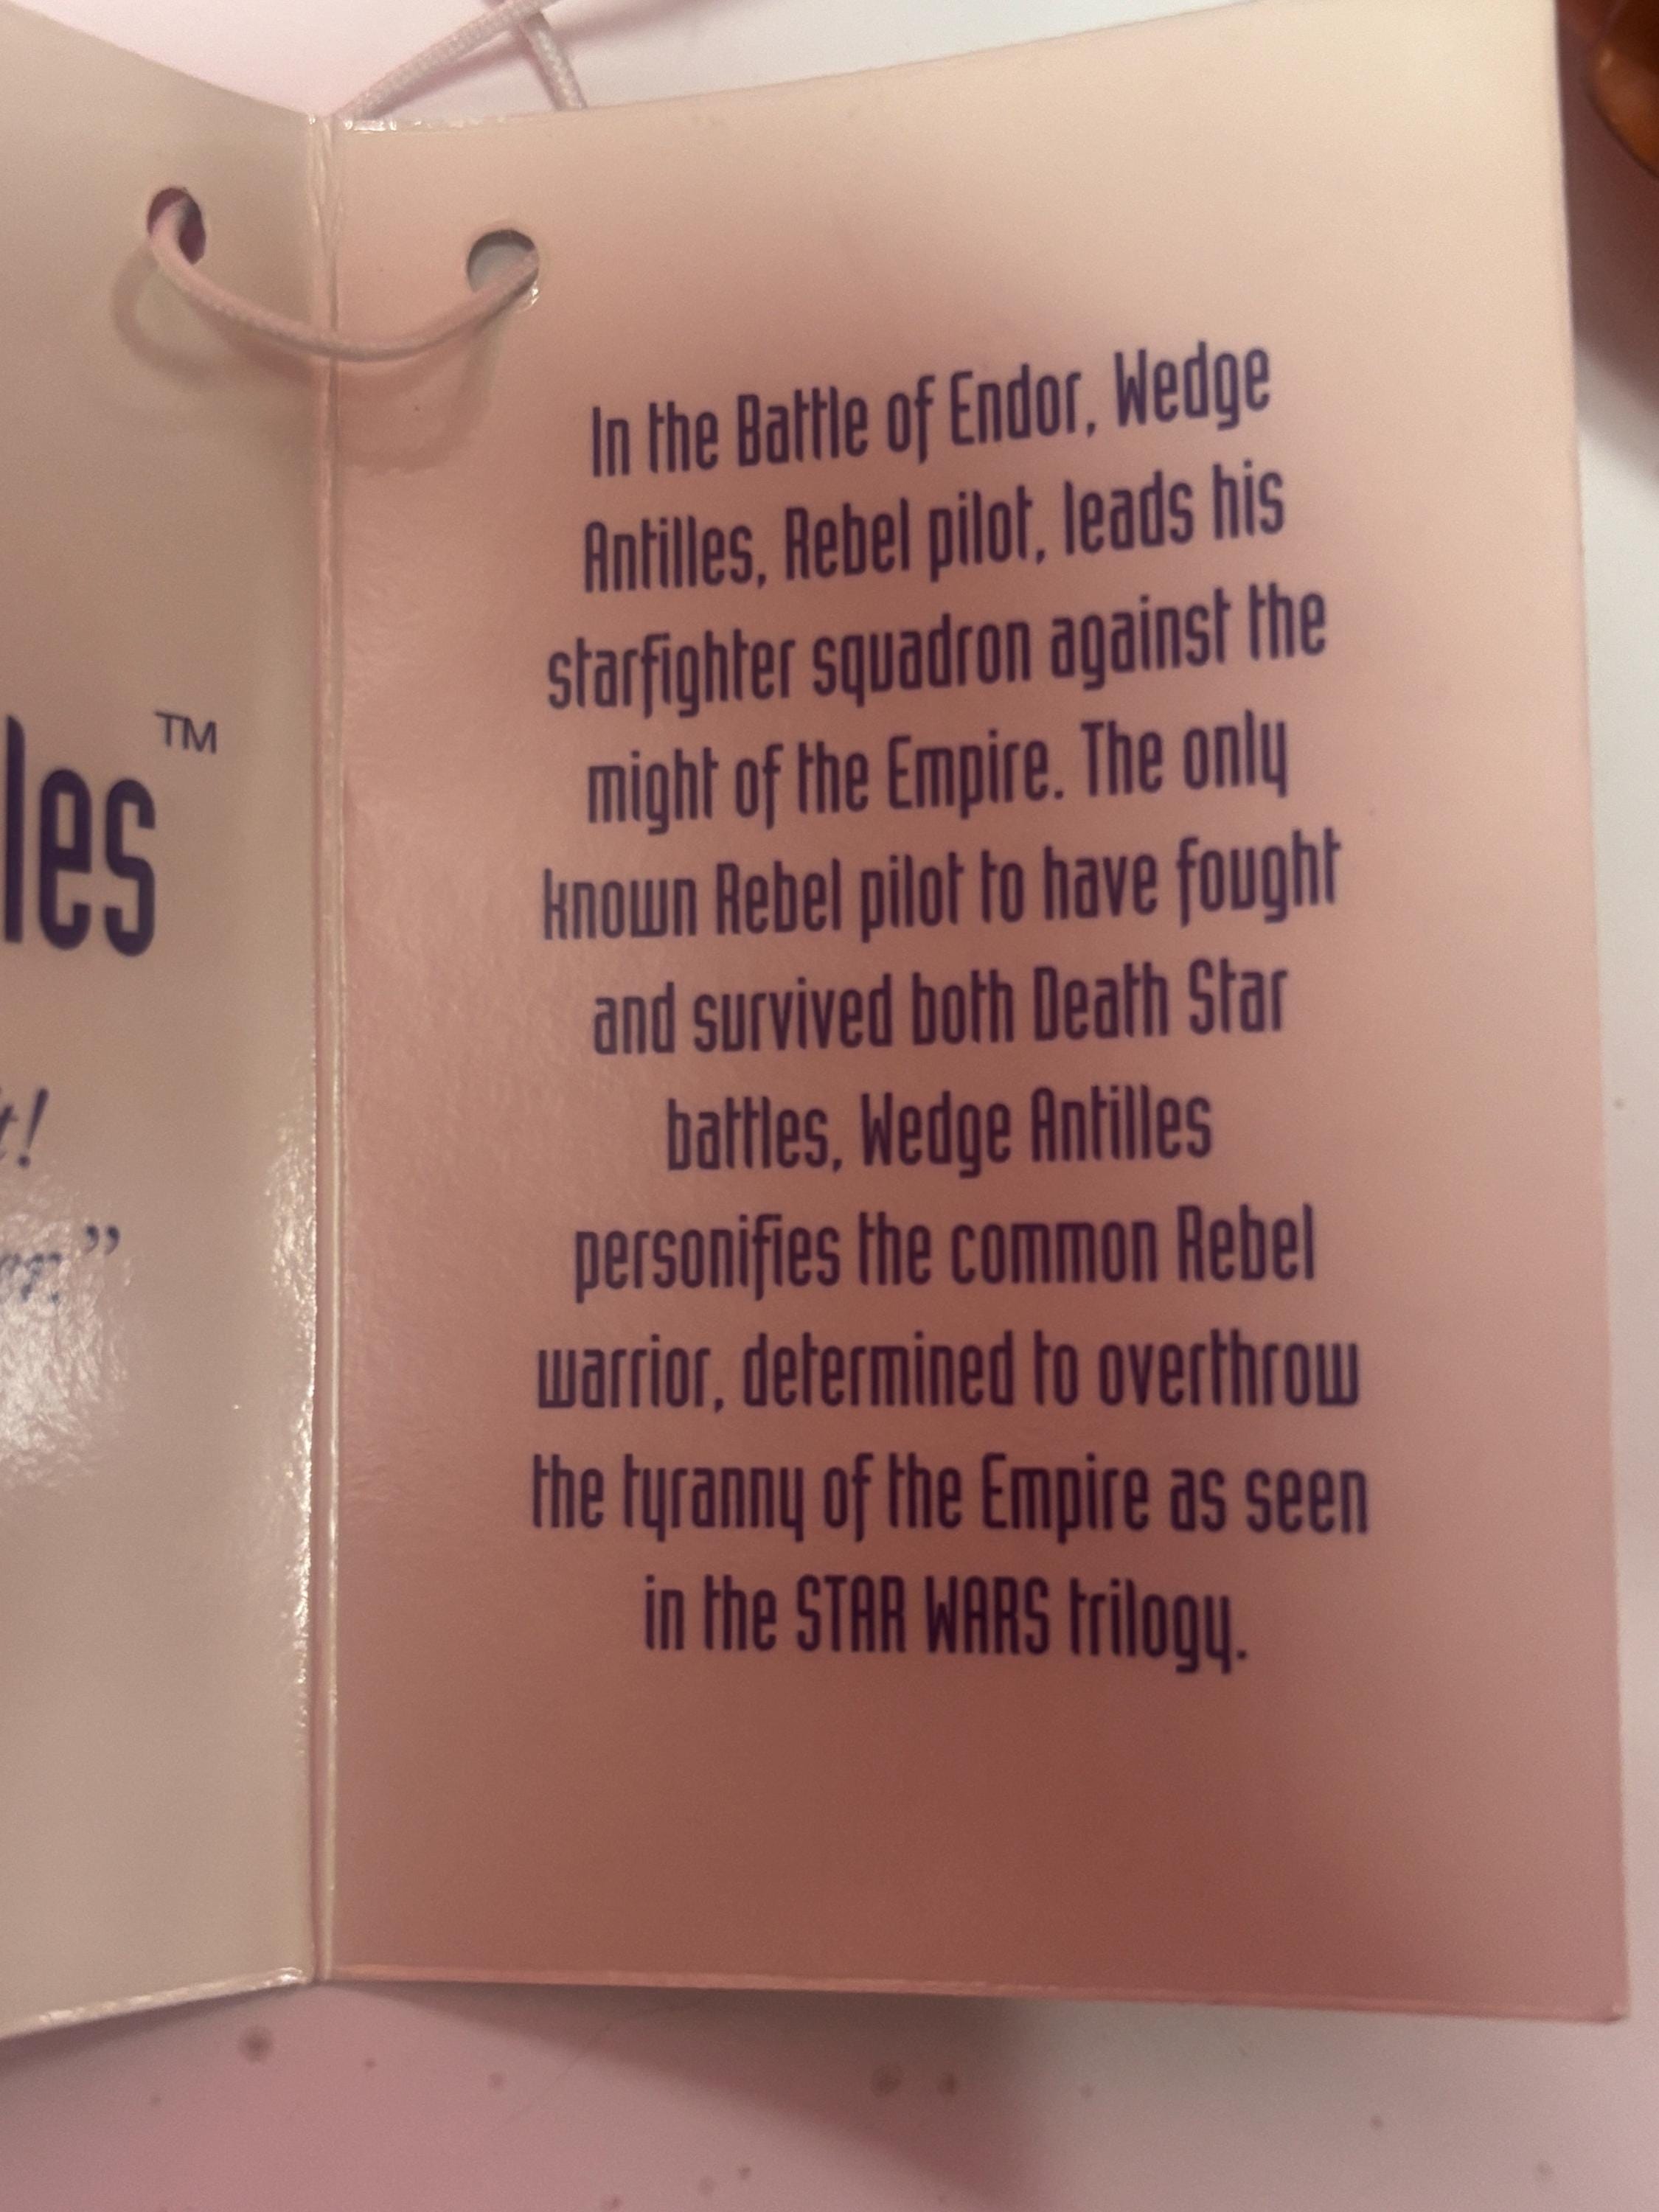 les™
t!
en."
In the Battle of Endor, Wedge
Antilles, Rebel pilot, leads his
starfighter squadron against the
might of the Empire. The only
known Rebel pilot to have fought
and survived both Death Star
battles, Wedge Antilles
personifies the common Rebel
warrior, determined to overthrow
the tyranny of the Empire as seen
in the STAR WARS trilogy.